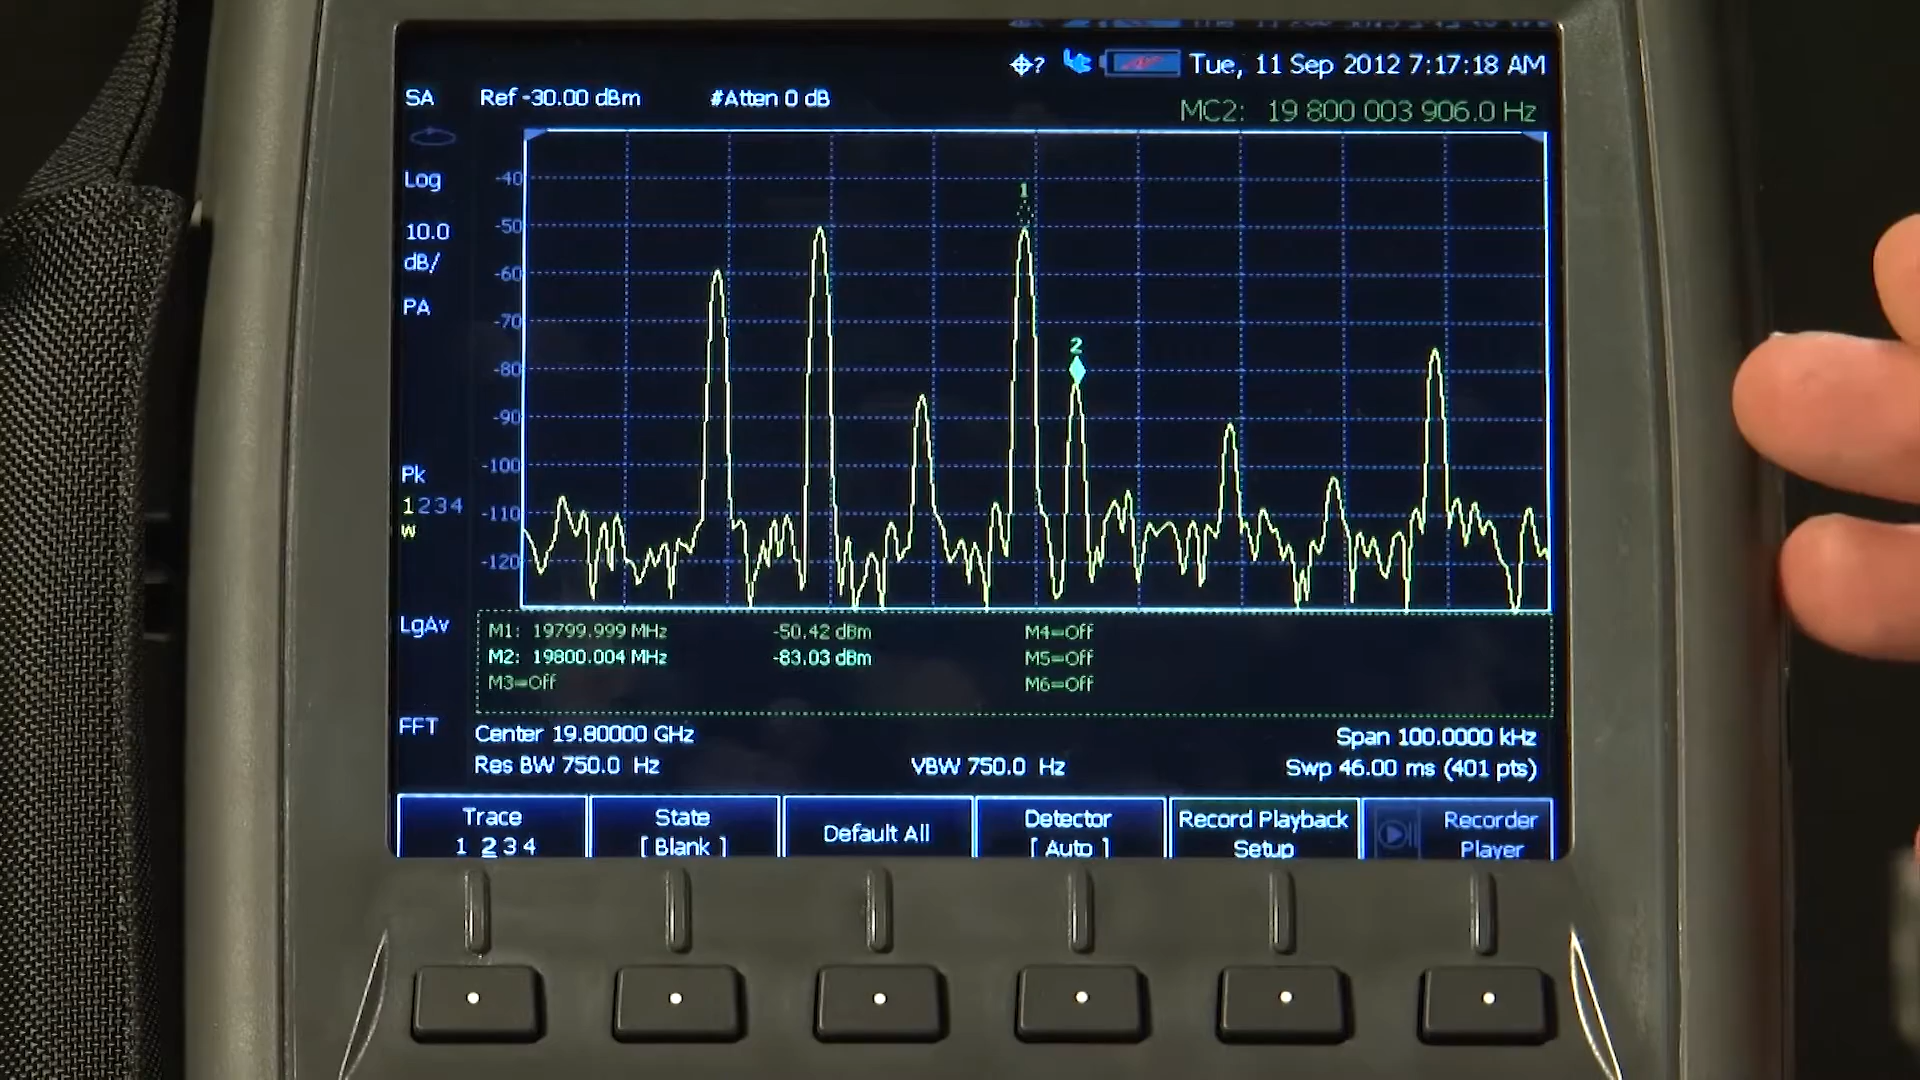 Tue, 11 Sep 2012 7:17:18 AM
SA Ref -30.00 dBm #Atten 0 dB
MC2: 19 800 003 906.0 Hz
Log
10.0
dB/
PA
-40
1
-50
-60
-70
2
-80
-90
-100
Pk
1234
W
-110
-120
LgAv
M1: 19799.999 MHz -50.42 dBm M4=Off
M2: 19800.004 MHz -83.03 dBm M5=Off
M3=Off M6=Off
FFT
Center 19.80000 GHz Span 100.0000 kHz
Res BW 750.0 Hz VBW 750.0 Hz Swp 46.00 ms (401 pts)
Trace
1 2 3 4
State
[ Blank ]
Default All
Detector
[ Auto ]
Record Playback
Setup
Recorder
Player